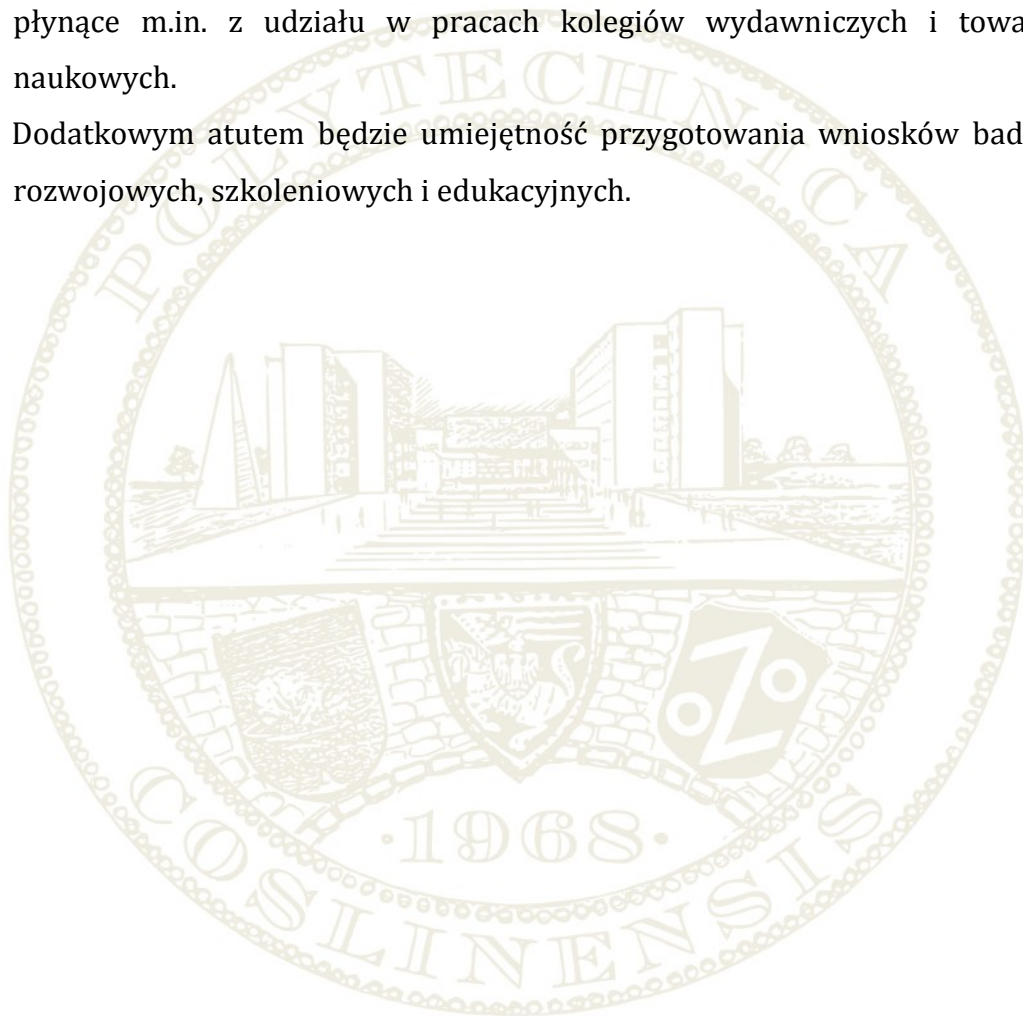 płynące m.in. z udziału w pracach kolegiów wydawniczych i towa
naukowych.
Dodatkowym atutem będzie umiejętność przygotowania wniosków bad
rozwojowych, szkoleniowych i edukacyjnych.
POLYTECHNICA
oZo
·1968·
COSLINENSIS